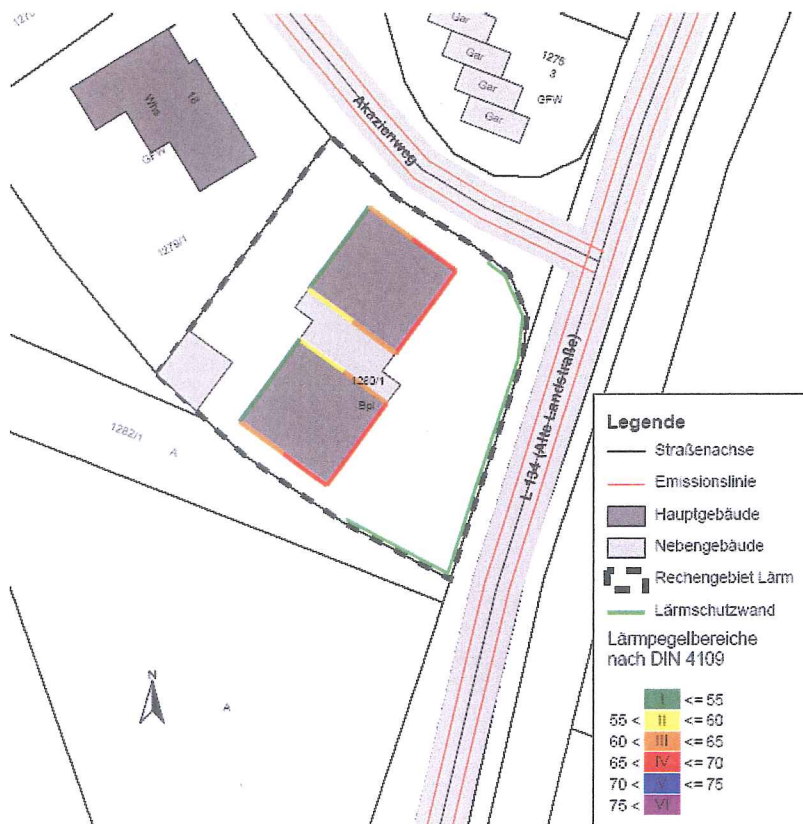 Gar
Gar
Gar
Gar
1276
3
GFW
Akazienweg
Whs
18
GFW
1279/1
1280/1
Bpl
1282/1
A
A
N
L 134 (Alte Landstraße)
Legende
Straßenachse
Emissionslinie
Hauptgebäude
Nebengebäude
Rechengebiet Lärm
Lärmschutzwand
Lärmpegelbereiche
nach DIN 4109
I <= 55
55 < II <= 60
60 < III <= 65
65 < IV <= 70
70 < V <= 75
75 < VI